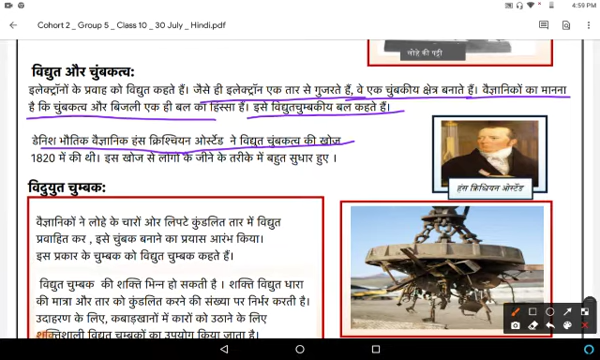 4:59 PM
Cohort 2 _ Group 5 _ Class 10 _ 30 July _ Hindi.pdf
लोहे की पट्टी
विद्युत और चुंबकत्व:
इलेक्ट्रॉनों के प्रवाह को विद्युत कहते हैं। जैसे ही इलेक्ट्रॉन एक तार से गुजरते हैं, वे एक चुंबकीय क्षेत्र बनाते हैं। वैज्ञानिकों का मानना
है कि चुंबकत्व और बिजली एक ही बल का हिस्सा हैं। इसे विद्युतचुम्बकीय बल कहते हैं।
डेनिश भौतिक वैज्ञानिक हंस क्रिश्चियन ओर्स्टेड ने विद्युत चुंबकत्व की खोज
1820 में की थी। इस खोज से लोगों के जीने के तरीके में बहुत सुधार हुए ।
हंस क्रिश्चियन ओर्स्टेड
विदुयुत चुम्बक:
वैज्ञानिकों ने लोहे के चारों ओर लिपटे कुंडलित तार में विद्युत
प्रवाहित कर , इसे चुंबक बनाने का प्रयास आरंभ किया।
इस प्रकार के चुम्बक को विद्युत चुम्बक कहते हैं।
विद्युत चुम्बक की शक्ति भिन्न हो सकती है । शक्ति विद्युत धारा
की मात्रा और तार को कुंडलित करने की संख्या पर निर्भर करती है।
उदाहरण के लिए, कबाड़खानों में कारों को उठाने के लिए
शक्तिशाली विद्युत चुम्बकों का उपयोग किया जाता है।